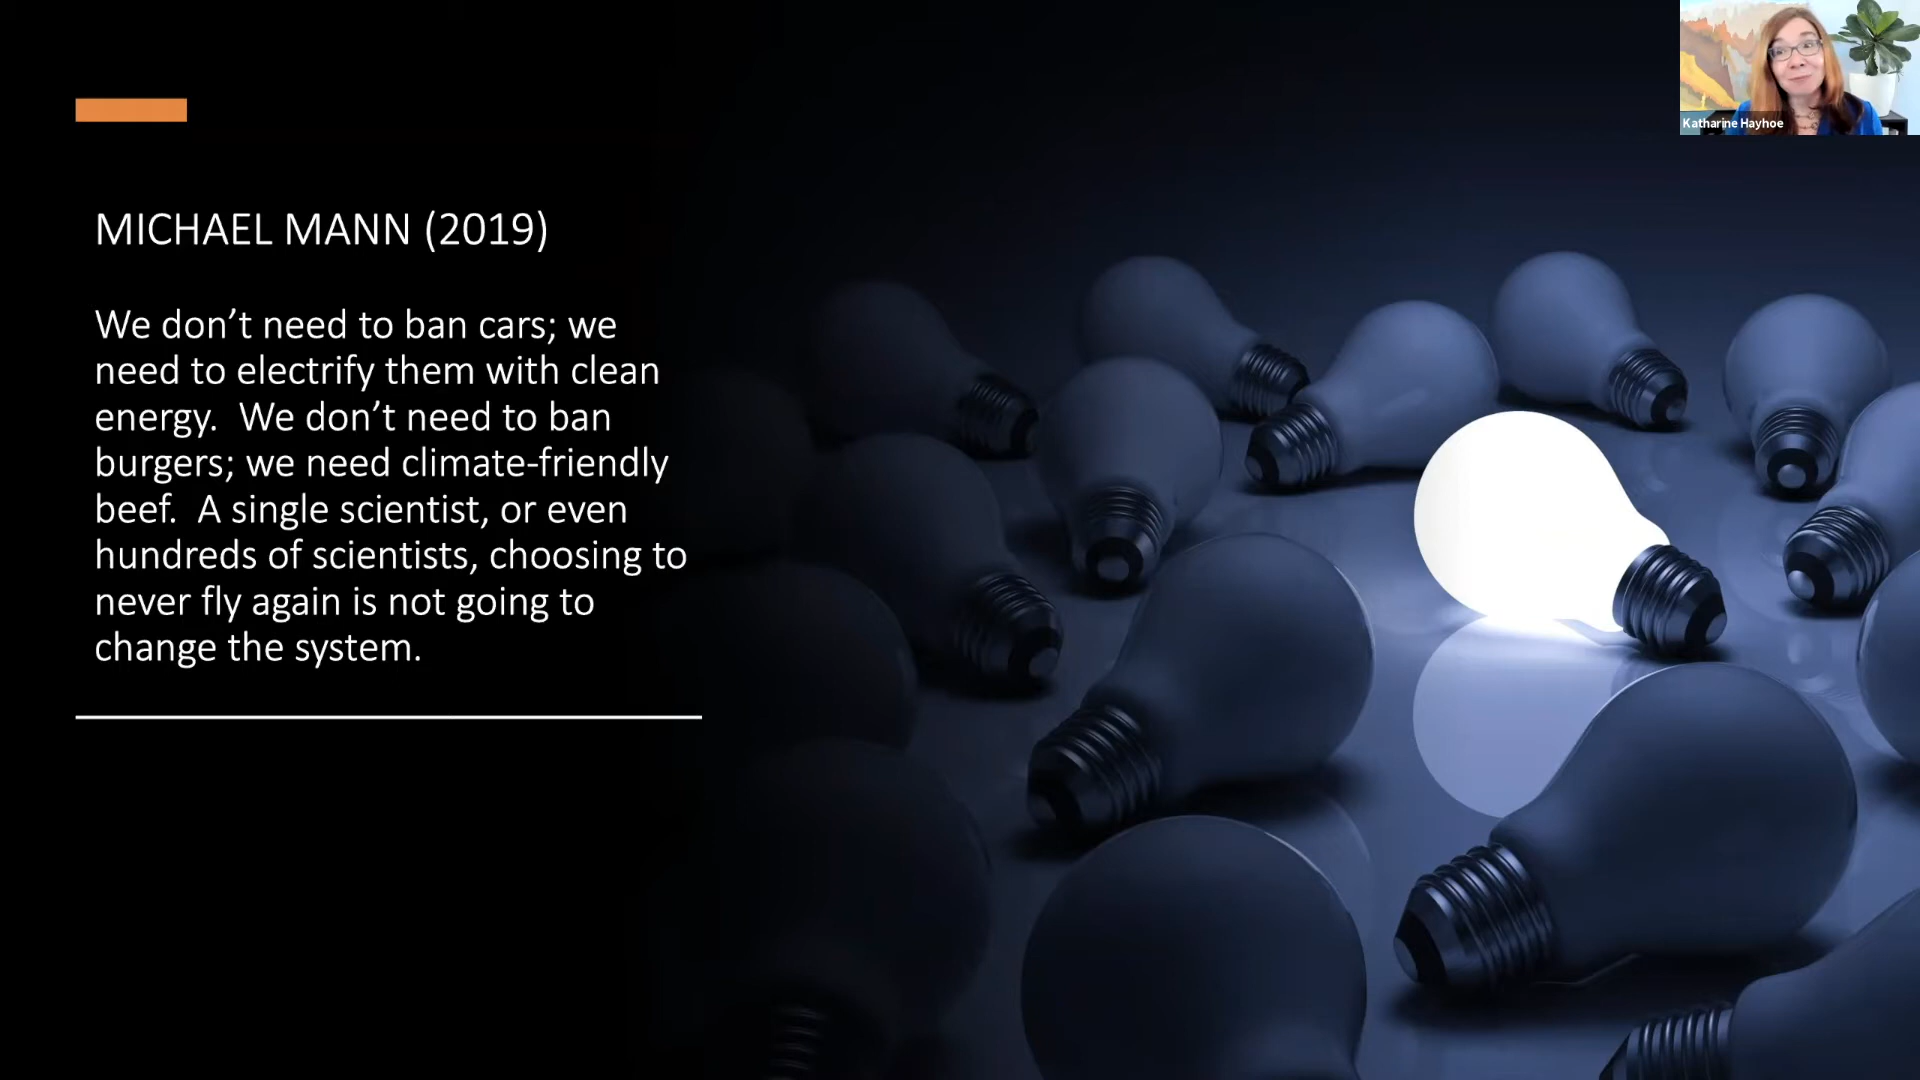 Katharine Hayhoe
MICHAEL MANN (2019)
We don’t need to ban cars; we
need to electrify them with clean
energy.  We don’t need to ban
burgers; we need climate-friendly
beef.  A single scientist, or even
hundreds of scientists, choosing to
never fly again is not going to
change the system.